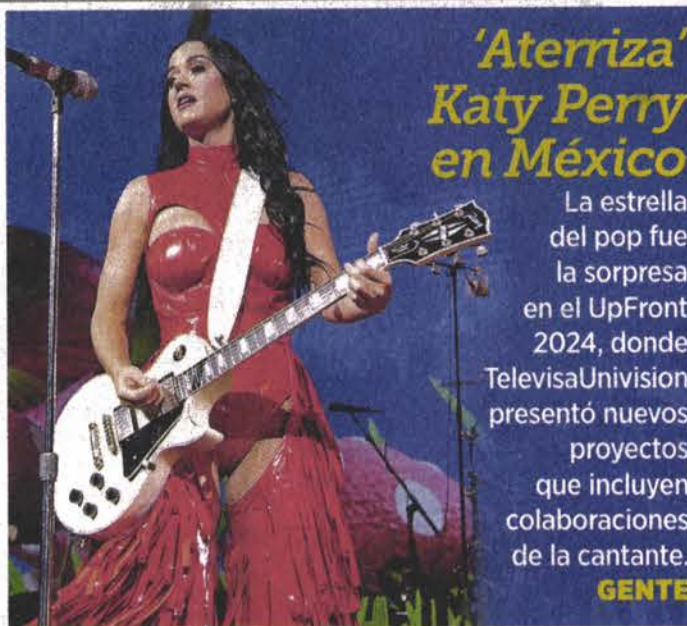 ‘Aterriza’
Katy Perry
en México
La estrella
del pop fue
la sorpresa
en el UpFront
2024, donde
TelevisaUnivision
presentó nuevos
proyectos
que incluyen
colaboraciones
de la cantante.
GENTE